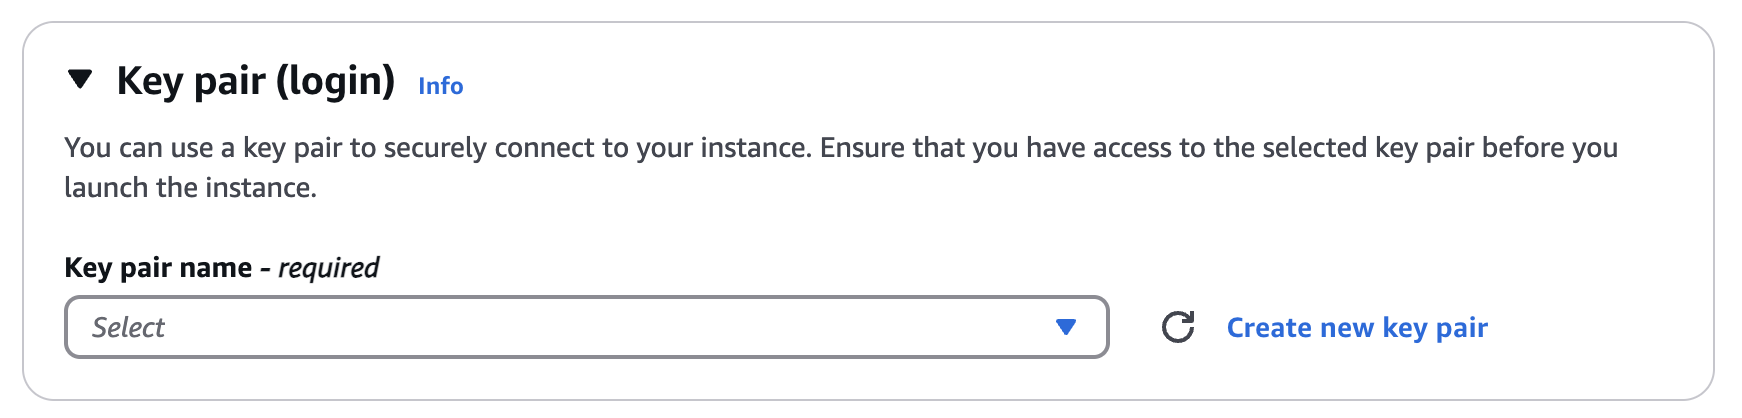 Key pair (login) Info
You can use a key pair to securely connect to your instance. Ensure that you have access to the selected key pair before you
launch the instance.
Key pair name - required
Select
Create new key pair